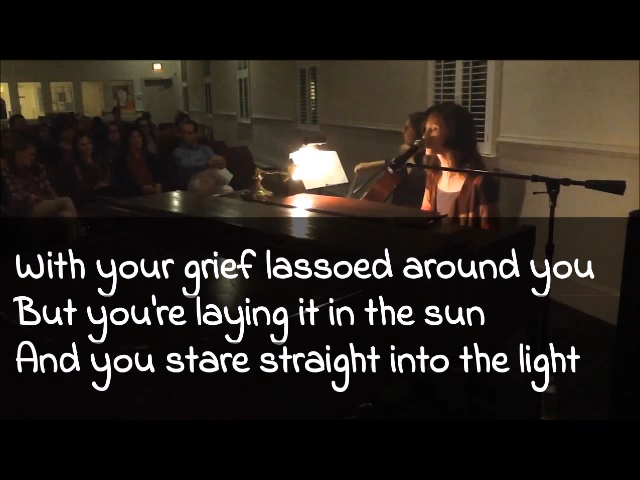 With your grief lassoed around you
But you're laying it in the sun
And you stare straight into the light